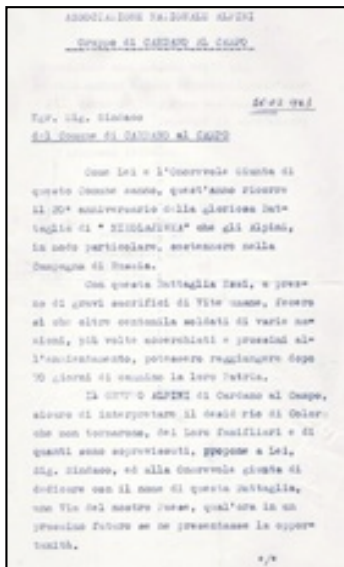 ASSOCIAZIONE NAZIONALE ALPINI
Gruppo di CARDANO AL CAMPO
Egr. Sig. Sindaco
del Comune di CARDANO al CAMPO
Come Lei e l'Onorevole Giunta di
questo Comune sanno, quest'anno ricorre
il 20° anniversario della gloriosa Bat-
taglia di " NIKOLAJEWKA" che gli Alpini,
in modo particolare, sostennero nella
Campagna di Russia.
Con questa Battaglia Essi, a prez-
zo di gravi sacrifici di Vite umane, fecero
sì che oltre centomila soldati di varie na-
zioni, più volte accerchiati e prossimi al-
l'annientamento, potessero raggiungere dopo
giorni di cammino la loro Patria.
Il GRUPPO ALPINI di Cardano al Campo,
sicuro di interpretare il desid rio di Coloro
che non tornarono, dei Loro familiari e di
quanti sono sopravissuti, propone a Lei,
Sig. Sindaco, ed alla Onorevole giunta di
dedicare con il nome di questa Battaglia,
una Via del nostro Paese, qual'ora in un
prossimo futuro se ne presentasse la oppor-
tunità.